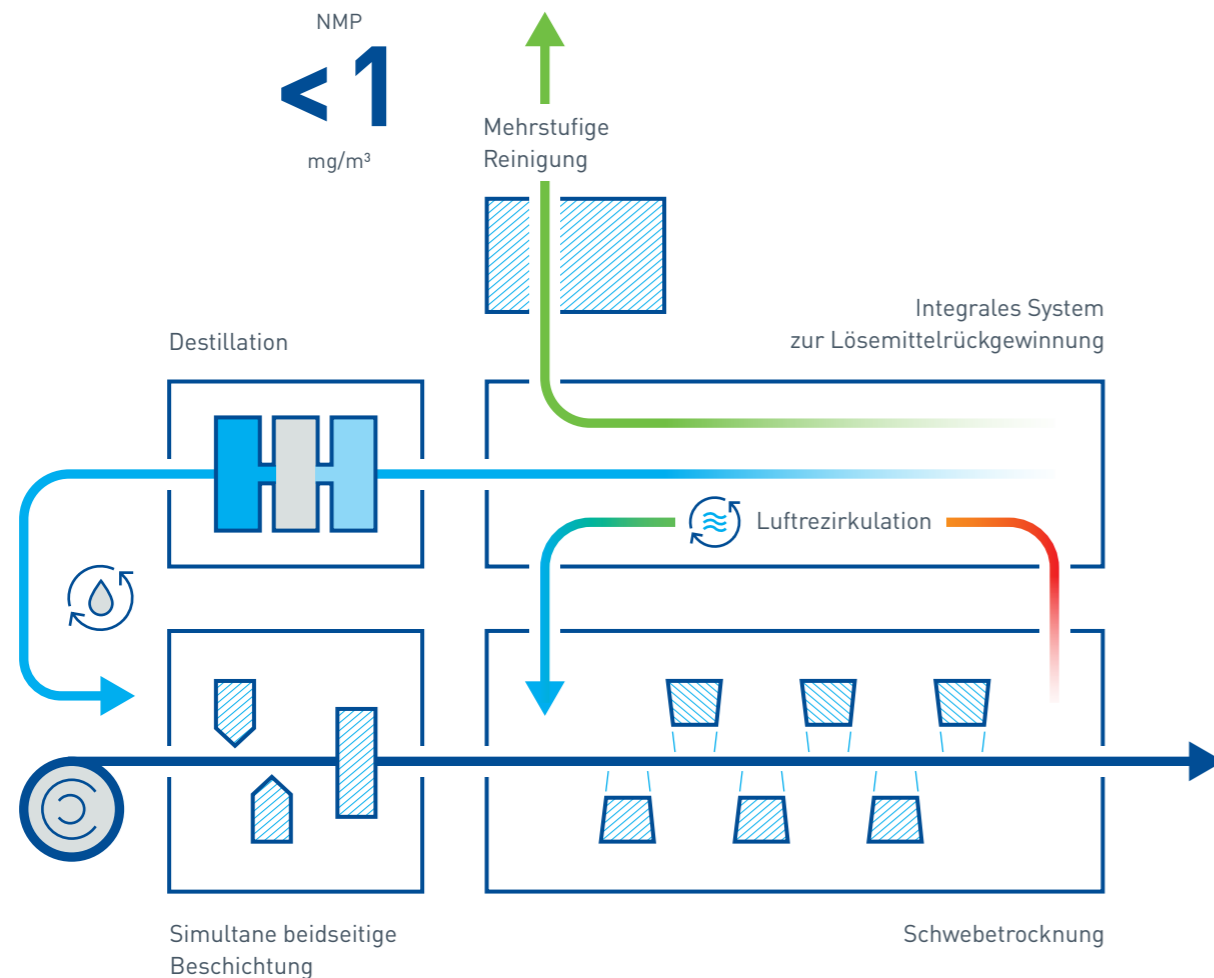 NMP
< 1
mg/m³
Mehrstufige
Reinigung
Integrales System
zur Lösemittelrückgewinnung
Destillation
Luftrezirkulation
Simultane beidseitige
Beschichtung
Schwebetrocknung